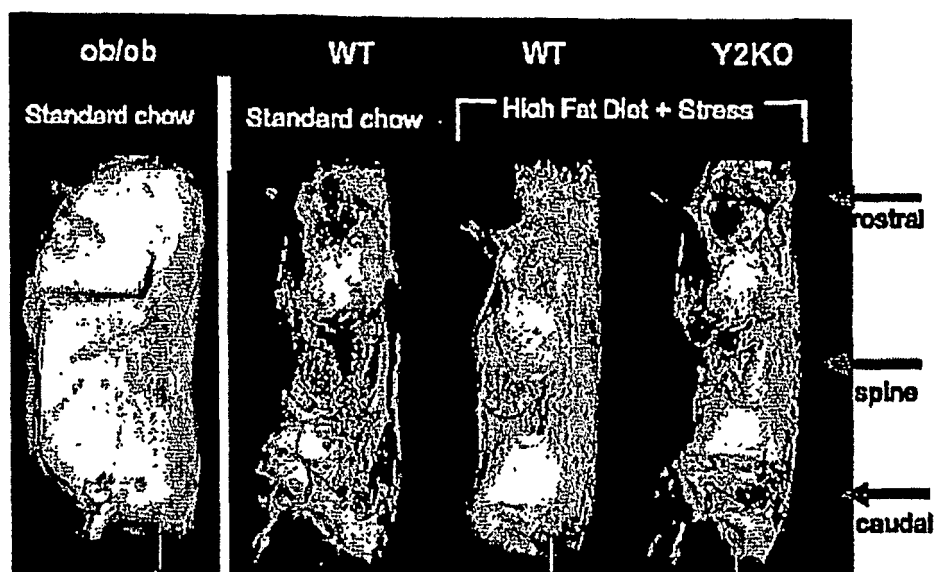 ob/ob WT WT Y2KO
Standard chow Standard chow High Fat Diet + Stress
rostral
spine
caudal